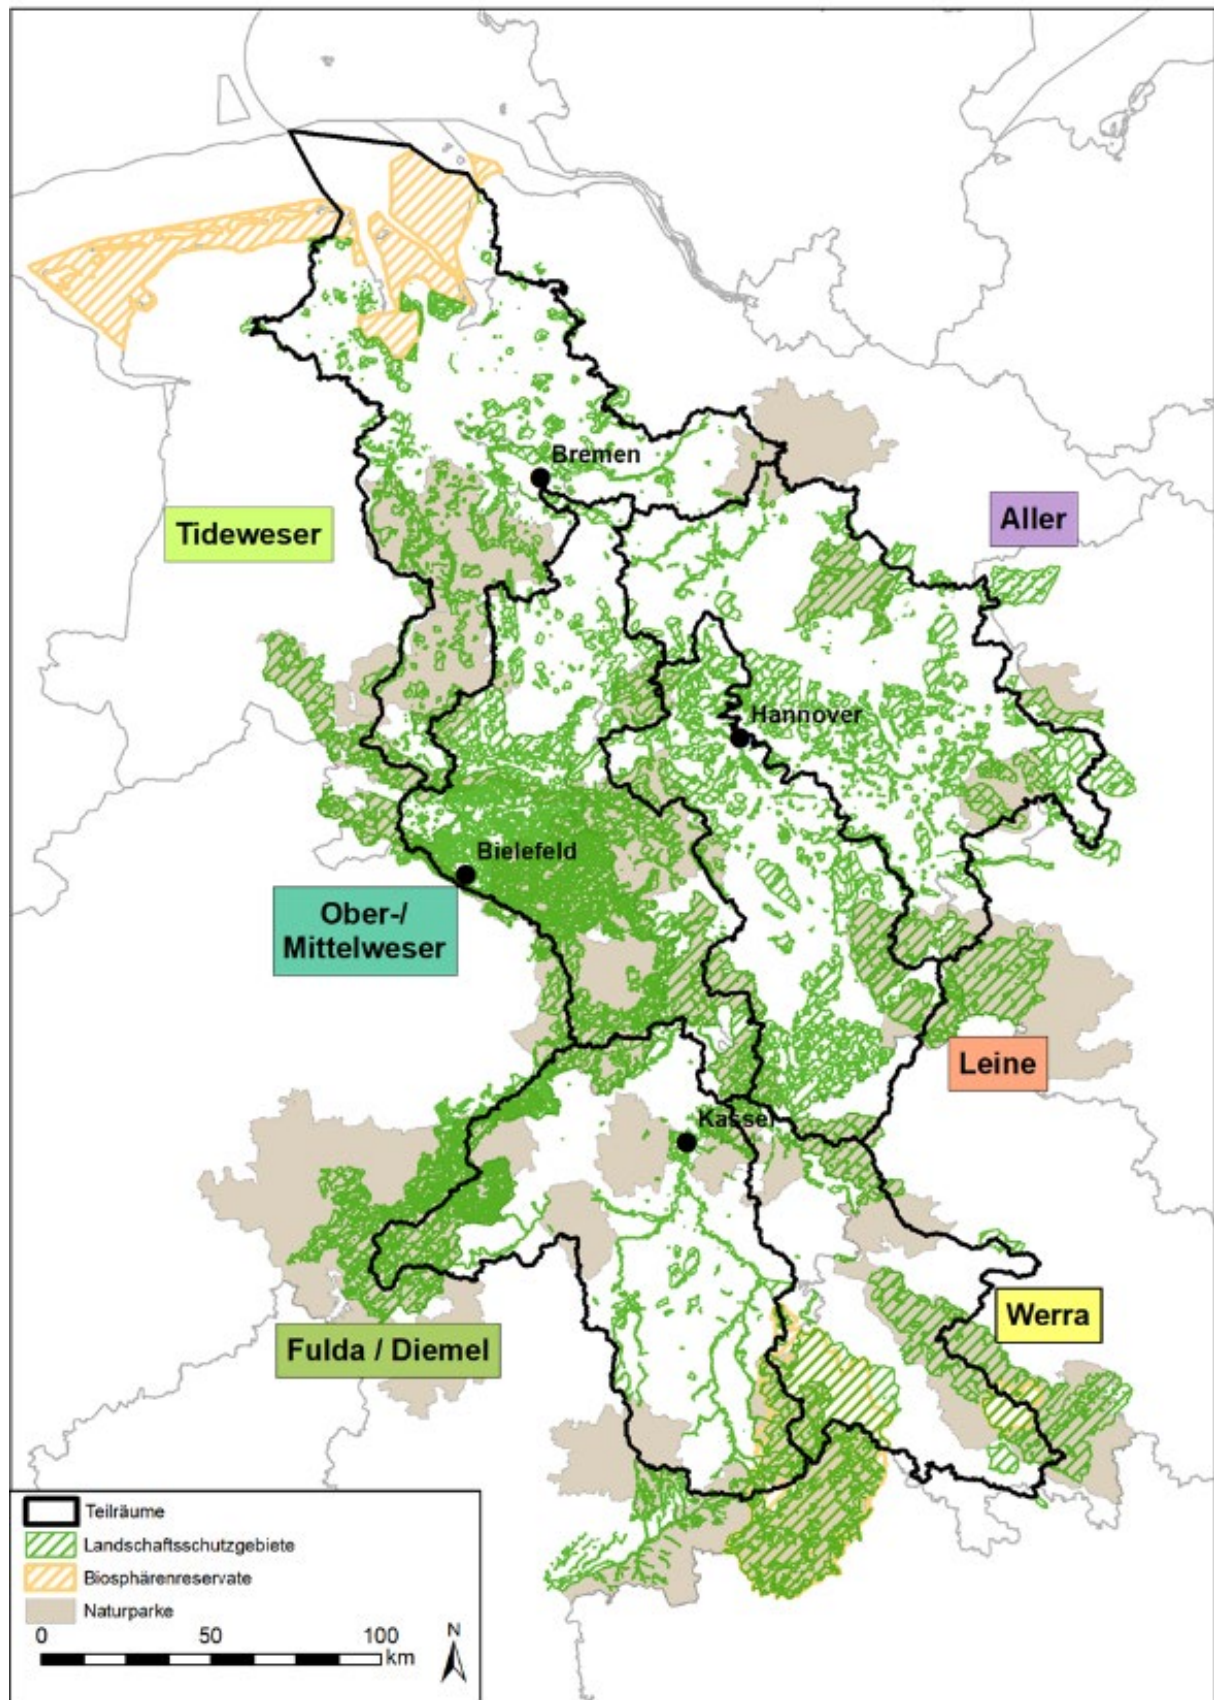 Bremen
Tideweser
Aller
Hannover
Bielefeld
Ober-/
Mittelweser
Leine
Kassel
Werra
Fulda / Diemel
Teilräume
Landschaftsschutzgebiete
Biosphärenreservate
Naturparke
0 50 100
km
N